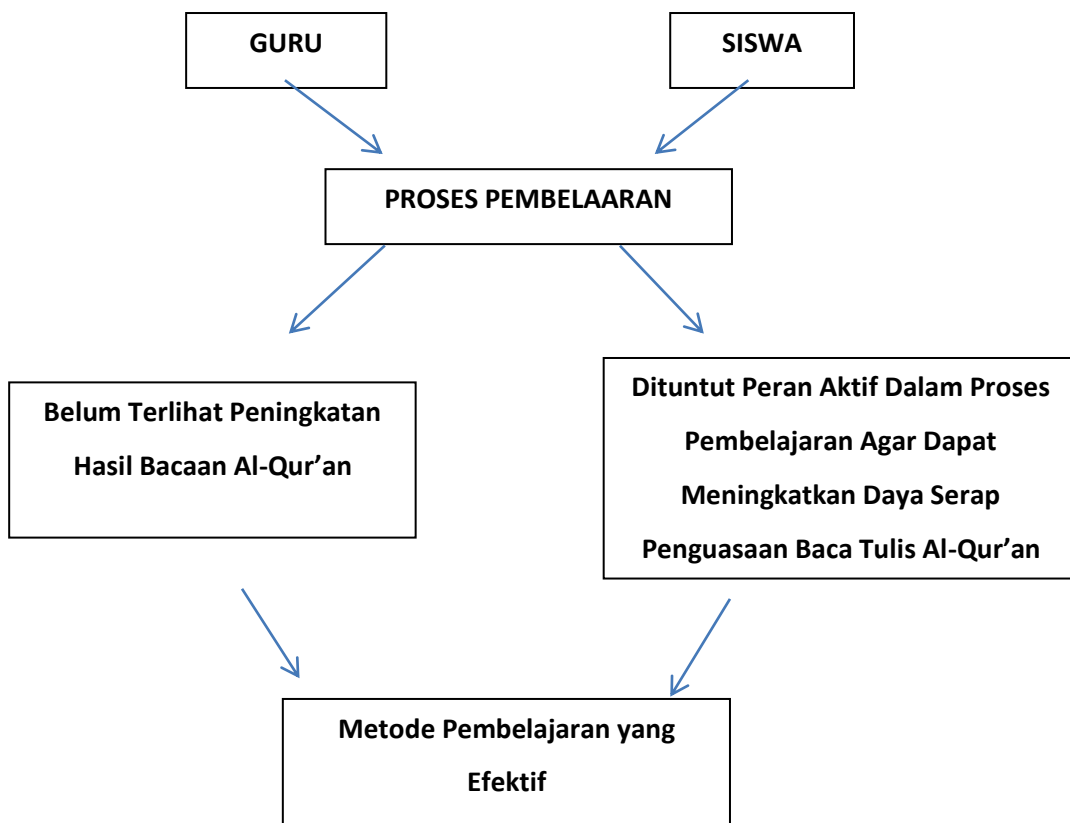 GURU
SISWA
PROSES PEMBELAARAN
Belum Terlihat Peningkatan
Hasil Bacaan Al-Qur’an
Dituntut Peran Aktif Dalam Proses
Pembelajaran Agar Dapat
Meningkatkan Daya Serap
Penguasaan Baca Tulis Al-Qur’an
Metode Pembelajaran yang
Efektif